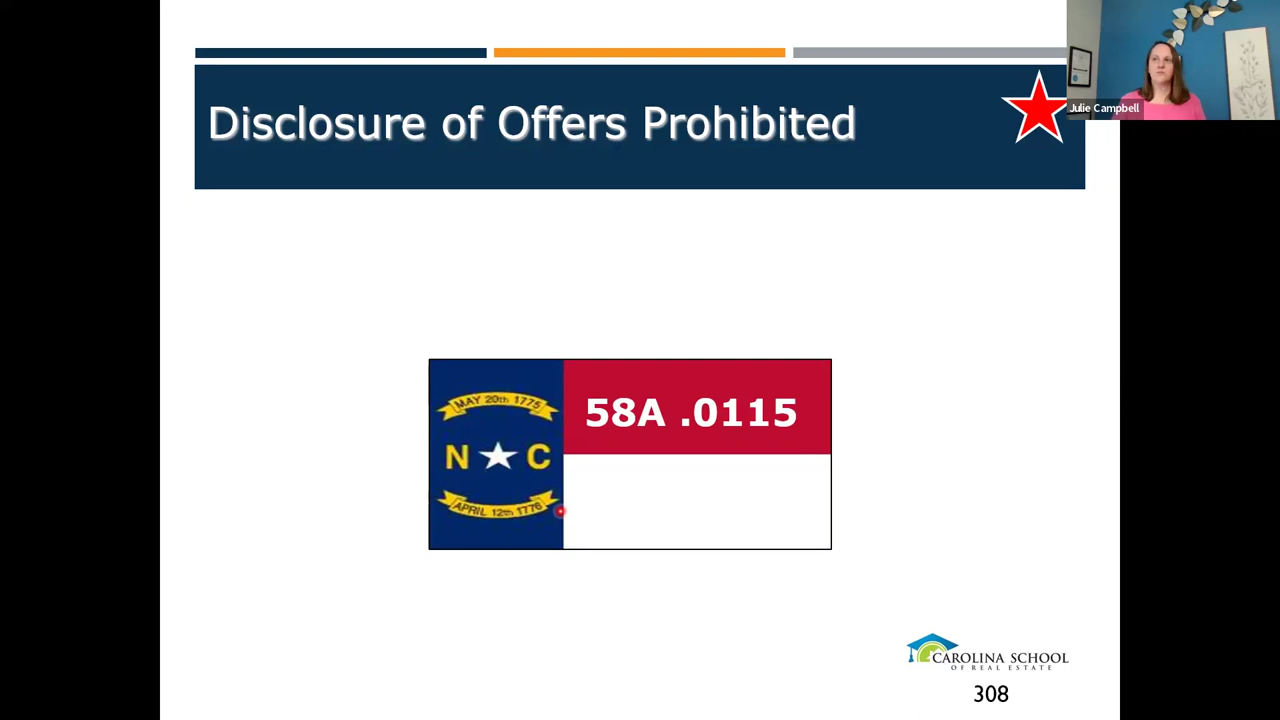 Disclosure of Offers Prohibited
Julie Campbell
MAY 20th 1775
58A .0115
N C
APRIL 12th 1776
CAROLINA SCHOOL
OF REAL ESTATE
308